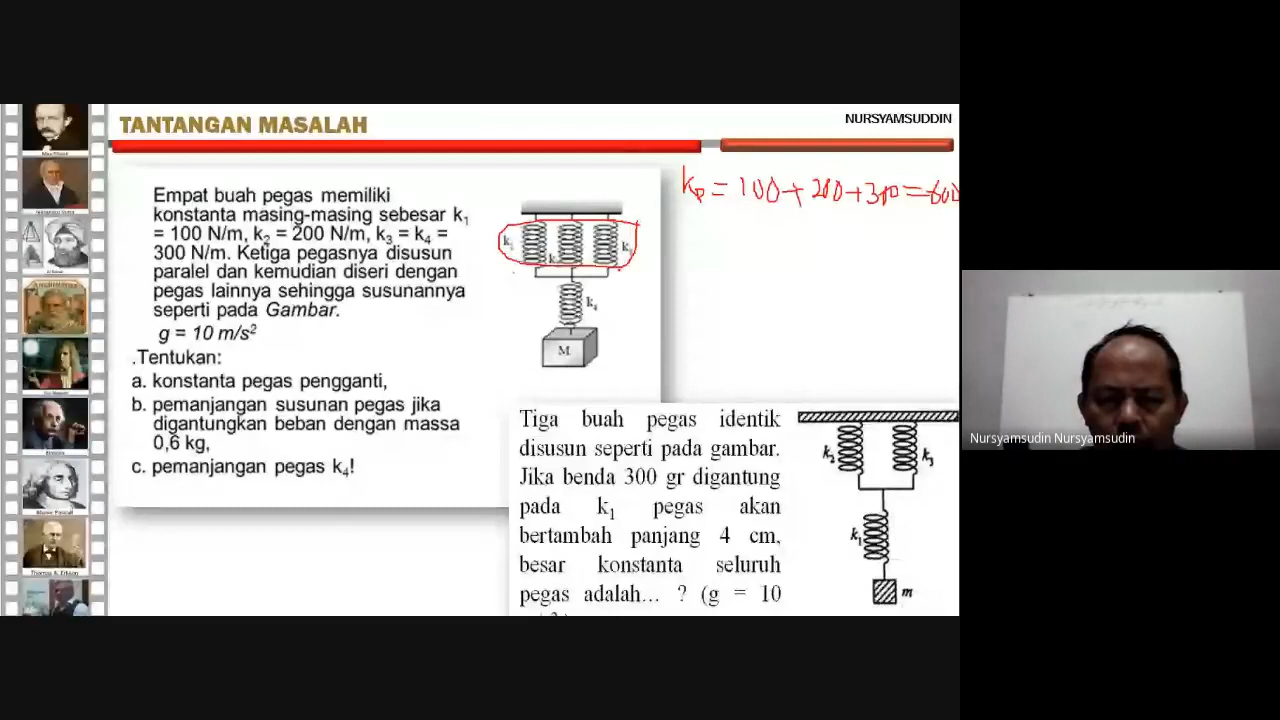 TANTANGAN MASALAH
NURSYAMSUDDIN
Empat buah pegas memiliki
konstanta masing-masing sebesar k₁
= 100 N/m, k₂ = 200 N/m, k₃ = k₄ =
300 N/m. Ketiga pegasnya disusun
paralel dan kemudian diseri dengan
pegas lainnya sehingga susunannya
seperti pada Gambar.
g = 10 m/s²
.Tentukan:
a. konstanta pegas pengganti,
b. pemanjangan susunan pegas jika
digantungkan beban dengan massa
0,6 kg,
c. pemanjangan pegas k₄!
k₄
M
kp = 100 + 200 + 300 = 600
Tiga buah pegas identik
disusun seperti pada gambar.
Jika benda 300 gr digantung
pada k₁ pegas akan
bertambah panjang 4 cm,
besar konstanta seluruh
pegas adalah... ? (g = 10
k₂
k₃
k₁
m
Nursyamsudin Nursyamsudin